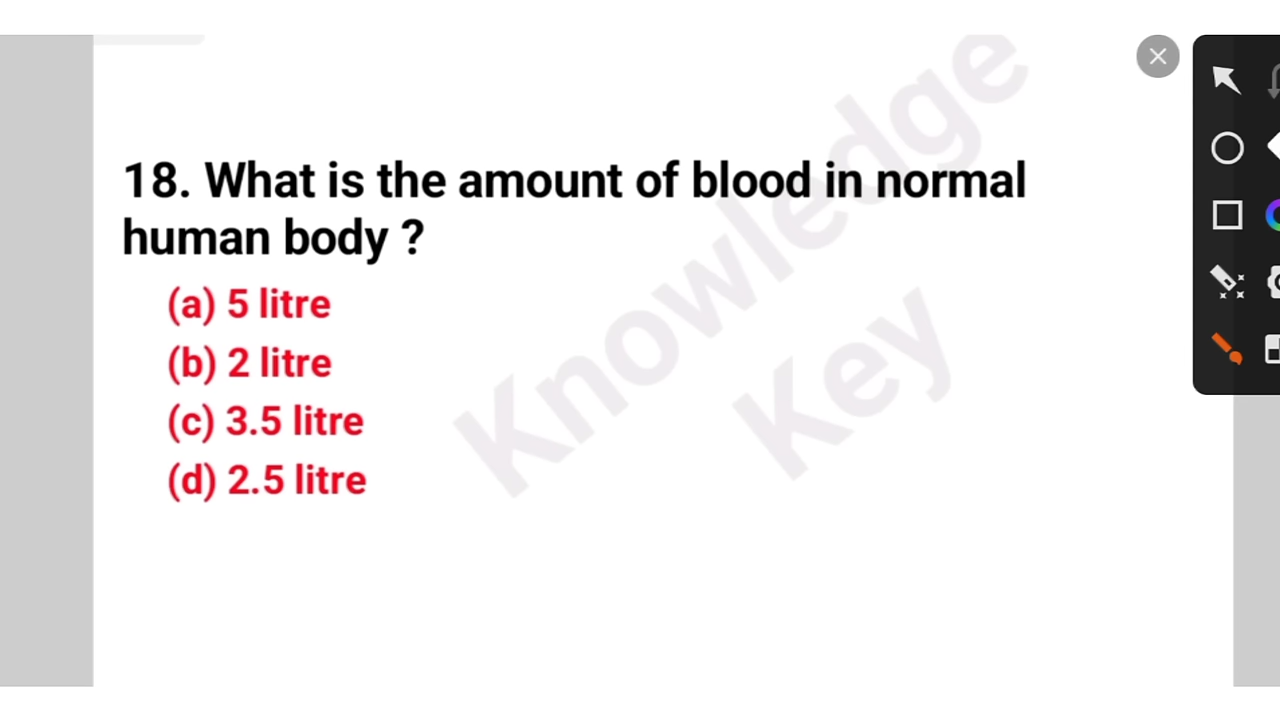 18. What is the amount of blood in normal
human body ?
(a) 5 litre
(b) 2 litre
(c) 3.5 litre
(d) 2.5 litre
Knowledge
Key